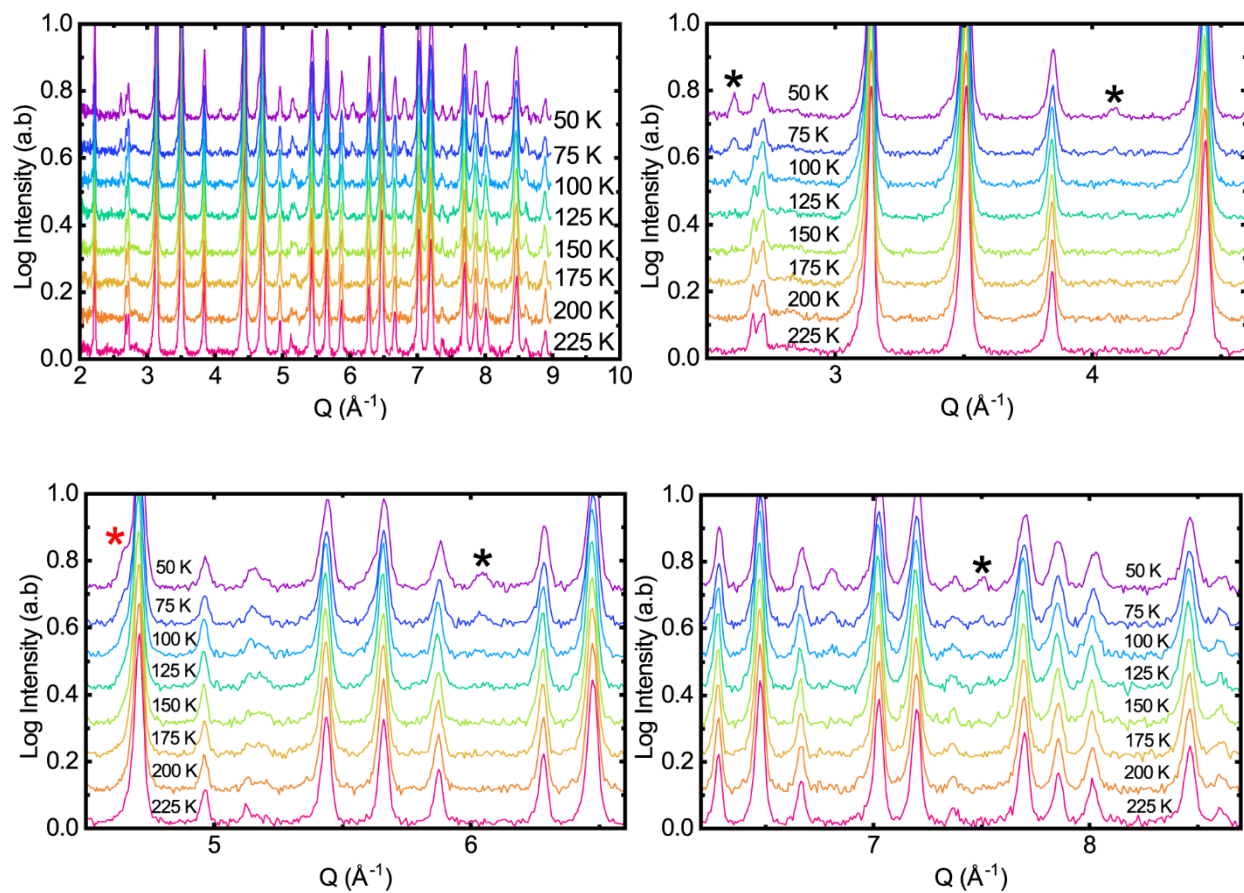 Log Intensity (a.b)
1.0
0.8
0.6
0.4
0.2
0.0
50 K
75 K
100 K
125 K
150 K
175 K
200 K
225 K
2 3 4 5 6 7 8 9 10
Q (Å⁻¹)
Log Intensity (a.b)
1.0
0.8
0.6
0.4
0.2
0.0
*
*
50 K
75 K
100 K
125 K
150 K
175 K
200 K
225 K
3 4
Q (Å⁻¹)
Log Intensity (a.b)
1.0
0.8
0.6
0.4
0.2
0.0
*
*
50 K
75 K
100 K
125 K
150 K
175 K
200 K
225 K
5 6
Q (Å⁻¹)
Log Intensity (a.b)
1.0
0.8
0.6
0.4
0.2
0.0
*
50 K
75 K
100 K
125 K
150 K
175 K
200 K
225 K
7 8
Q (Å⁻¹)